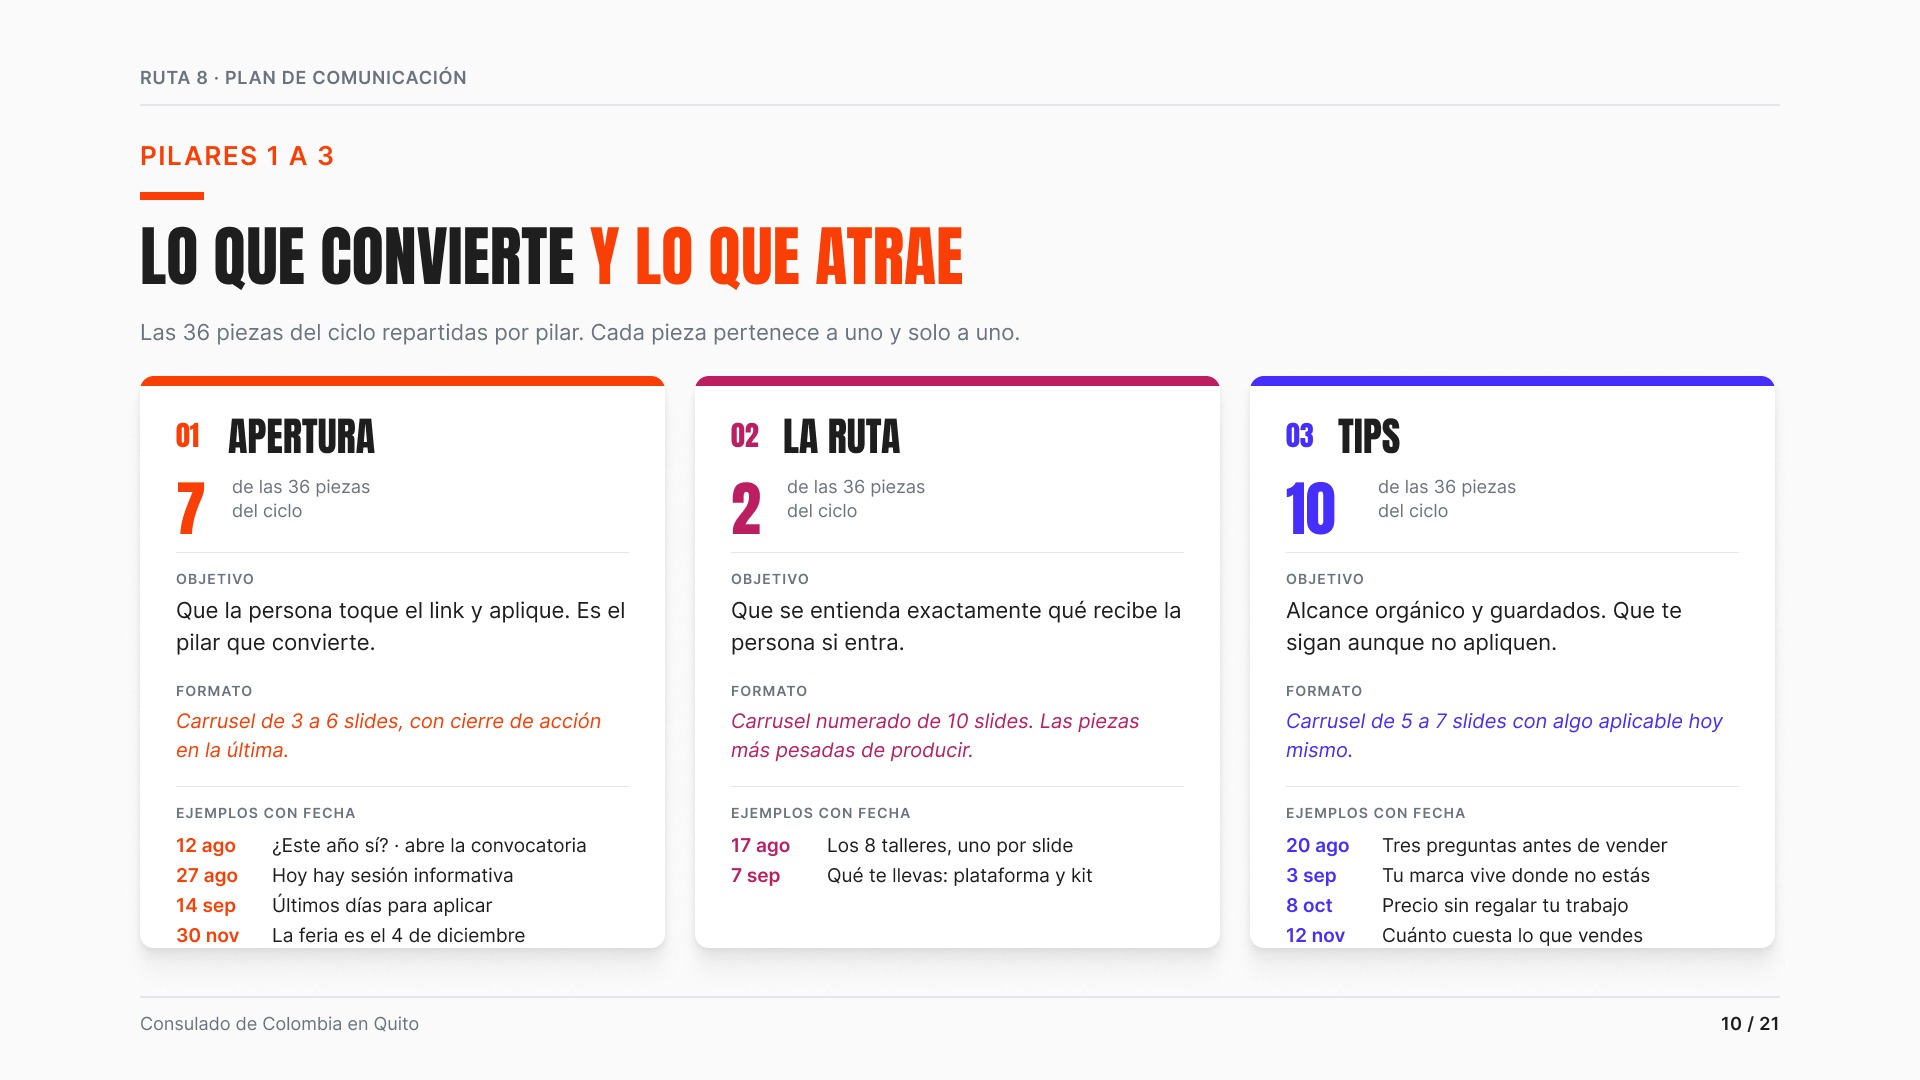 RUTA 8 · PLAN DE COMUNICACIÓN
PILARES 1 A 3
LO QUE CONVIERTE Y LO QUE ATRAE
Las 36 piezas del ciclo repartidas por pilar. Cada pieza pertenece a uno y solo a uno.
01 APERTURA
7 de las 36 piezas
del ciclo
OBJETIVO
Que la persona toque el link y aplique. Es el
pilar que convierte.
FORMATO
Carrusel de 3 a 6 slides, con cierre de acción
en la última.
EJEMPLOS CON FECHA
12 ago ¿Este año sí? · abre la convocatoria
27 ago Hoy hay sesión informativa
14 sep Últimos días para aplicar
30 nov La feria es el 4 de diciembre
02 LA RUTA
2 de las 36 piezas
del ciclo
OBJETIVO
Que se entienda exactamente qué recibe la
persona si entra.
FORMATO
Carrusel numerado de 10 slides. Las piezas
más pesadas de producir.
EJEMPLOS CON FECHA
17 ago Los 8 talleres, uno por slide
7 sep Qué te llevas: plataforma y kit
03 TIPS
10 de las 36 piezas
del ciclo
OBJETIVO
Alcance orgánico y guardados. Que te
sigan aunque no apliquen.
FORMATO
Carrusel de 5 a 7 slides con algo aplicable hoy
mismo.
EJEMPLOS CON FECHA
20 ago Tres preguntas antes de vender
3 sep Tu marca vive donde no estás
8 oct Precio sin regalar tu trabajo
12 nov Cuánto cuesta lo que vendes
Consulado de Colombia en Quito
10 / 21